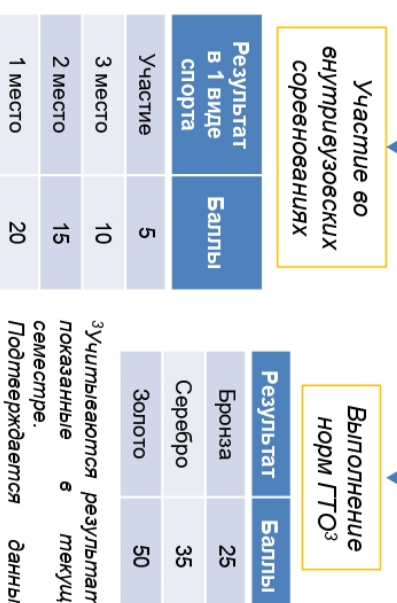 Участие во
внутривузовских
соревнованиях
Результат
в 1 виде
спорта
Баллы
Участие 5
3 место 10
2 место 15
1 место 20
Выполнение
норм ГТО³
Результат Баллы
Бронза 25
Серебро 35
Золото 50
³Учитываются
показанные в
семестре.
Подтверждается